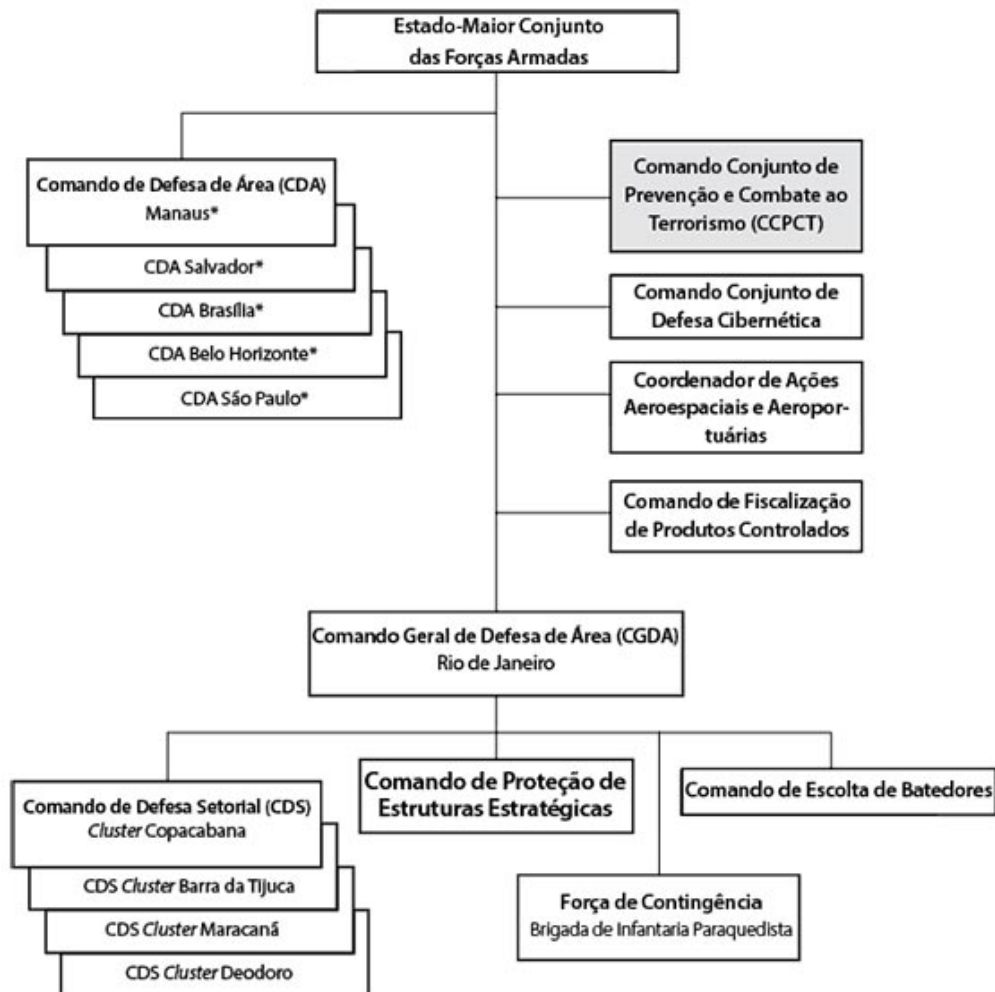 Estado-Maior Conjunto
das Forças Armadas
Comando de Defesa de Área (CDA)
Manaus*
CDA Salvador*
CDA Brasília*
CDA Belo Horizonte*
CDA São Paulo*
Comando Conjunto de
Prevenção e Combate ao
Terrorismo (CCPCT)
Comando Conjunto de
Defesa Cibernética
Coordenador de Ações
Aeroespaciais e Aeropor-
tuárias
Comando de Fiscalização
de Produtos Controlados
Comando Geral de Defesa de Área (CGDA)
Rio de Janeiro
Comando de Defesa Setorial (CDS)
Cluster Copacabana
CDS Cluster Barra da Tijuca
CDS Cluster Maracanã
CDS Cluster Deodoro
Comando de Proteção de
Estruturas Estratégicas
Força de Contingência
Brigada de Infantaria Paraquedista
Comando de Escolta de Batedores